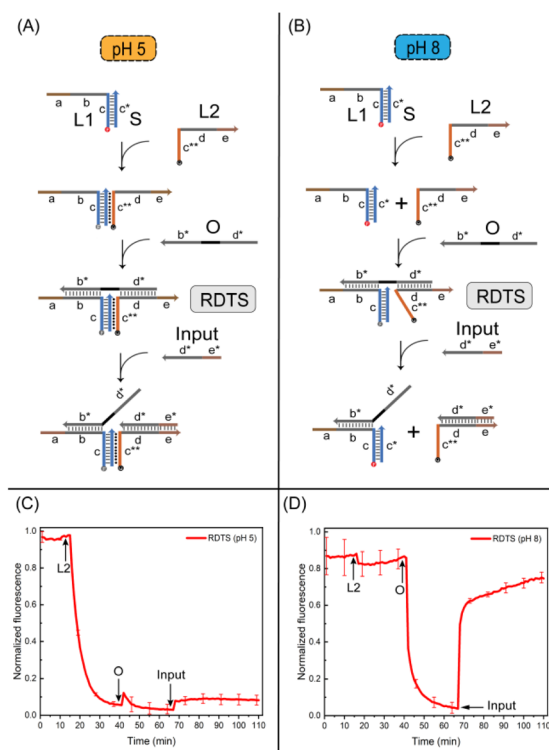 (A)
pH 5
a
b
L1
c
c*
S
L2
c**
d
e
a
b
c
c**
d
e
O
b*
d*
b*
d*
a
b
c
c**
d
e
RDTS
Input
d*
e*
d*
b*
d*
e*
a
b
c
c**
d
e
(B)
pH 8
a
b
L1
c
c*
S
L2
c**
d
e
a
b
c
c*
+
c**
d
e
O
b*
d*
b*
d*
a
b
c
c**
d
e
RDTS
Input
d*
e*
d*
b*
a
b
c
c*
+
d*
e*
c**
d
e
(C)
Normalized fluorescence
1.0
0.8
0.6
0.4
0.2
0.0
RDTS (pH 5)
L2
O
Input
0 10 20 30 40 50 60 70 80 90 100 110
Time (min)
(D)
Normalized fluorescence
1.0
0.8
0.6
0.4
0.2
0.0
RDTS (pH 8)
L2
O
Input
0 10 20 30 40 50 60 70 80 90 100 110
Time (min)